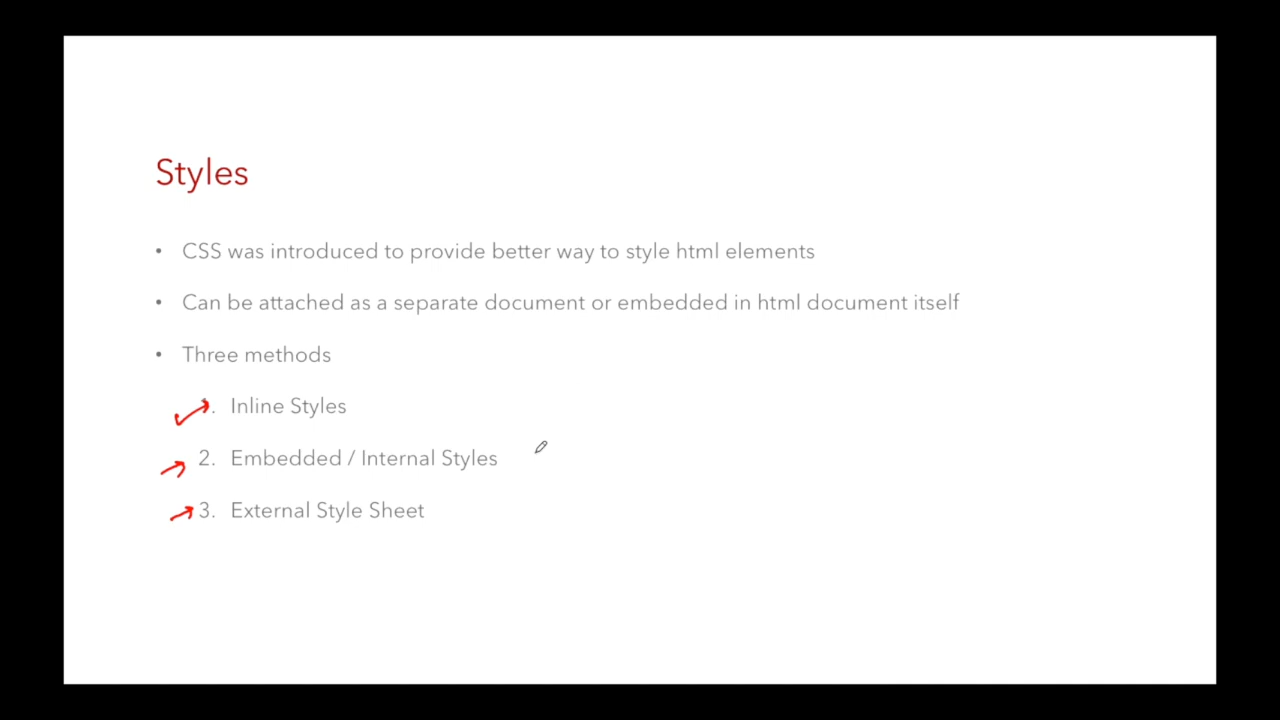 Styles
• CSS was introduced to provide better way to style html elements
• Can be attached as a separate document or embedded in html document itself
• Three methods
1. Inline Styles
2. Embedded / Internal Styles
3. External Style Sheet